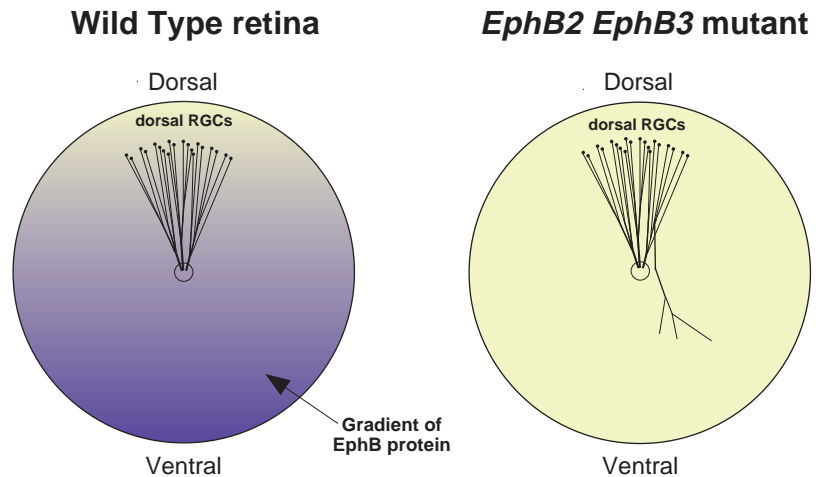 Wild Type retina
EphB2 EphB3 mutant
Dorsal
dorsal RGCs
Dorsal
dorsal RGCs
Gradient of
EphB protein
Ventral
Ventral